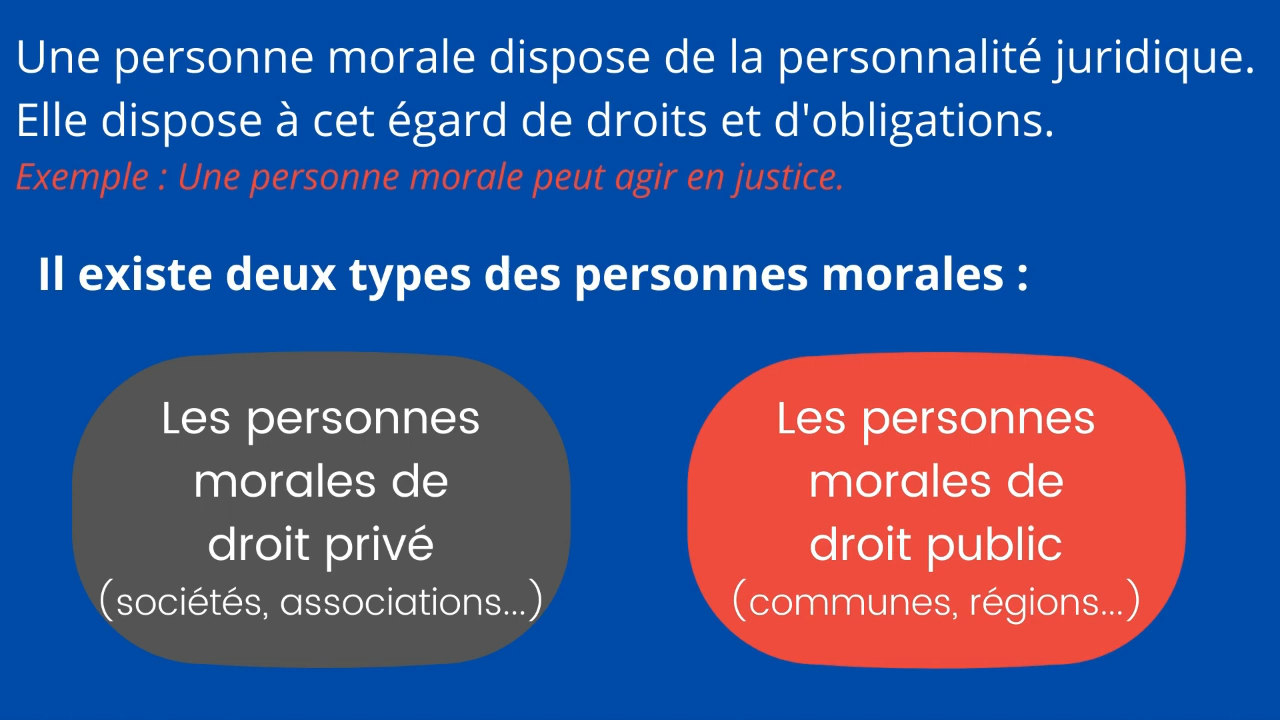 Une personne morale dispose de la personnalité juridique.
Elle dispose à cet égard de droits et d'obligations.
Exemple : Une personne morale peut agir en justice.
Il existe deux types des personnes morales :
Les personnes
morales de
droit privé
(sociétés, associations...)
Les personnes
morales de
droit public
(communes, régions...)